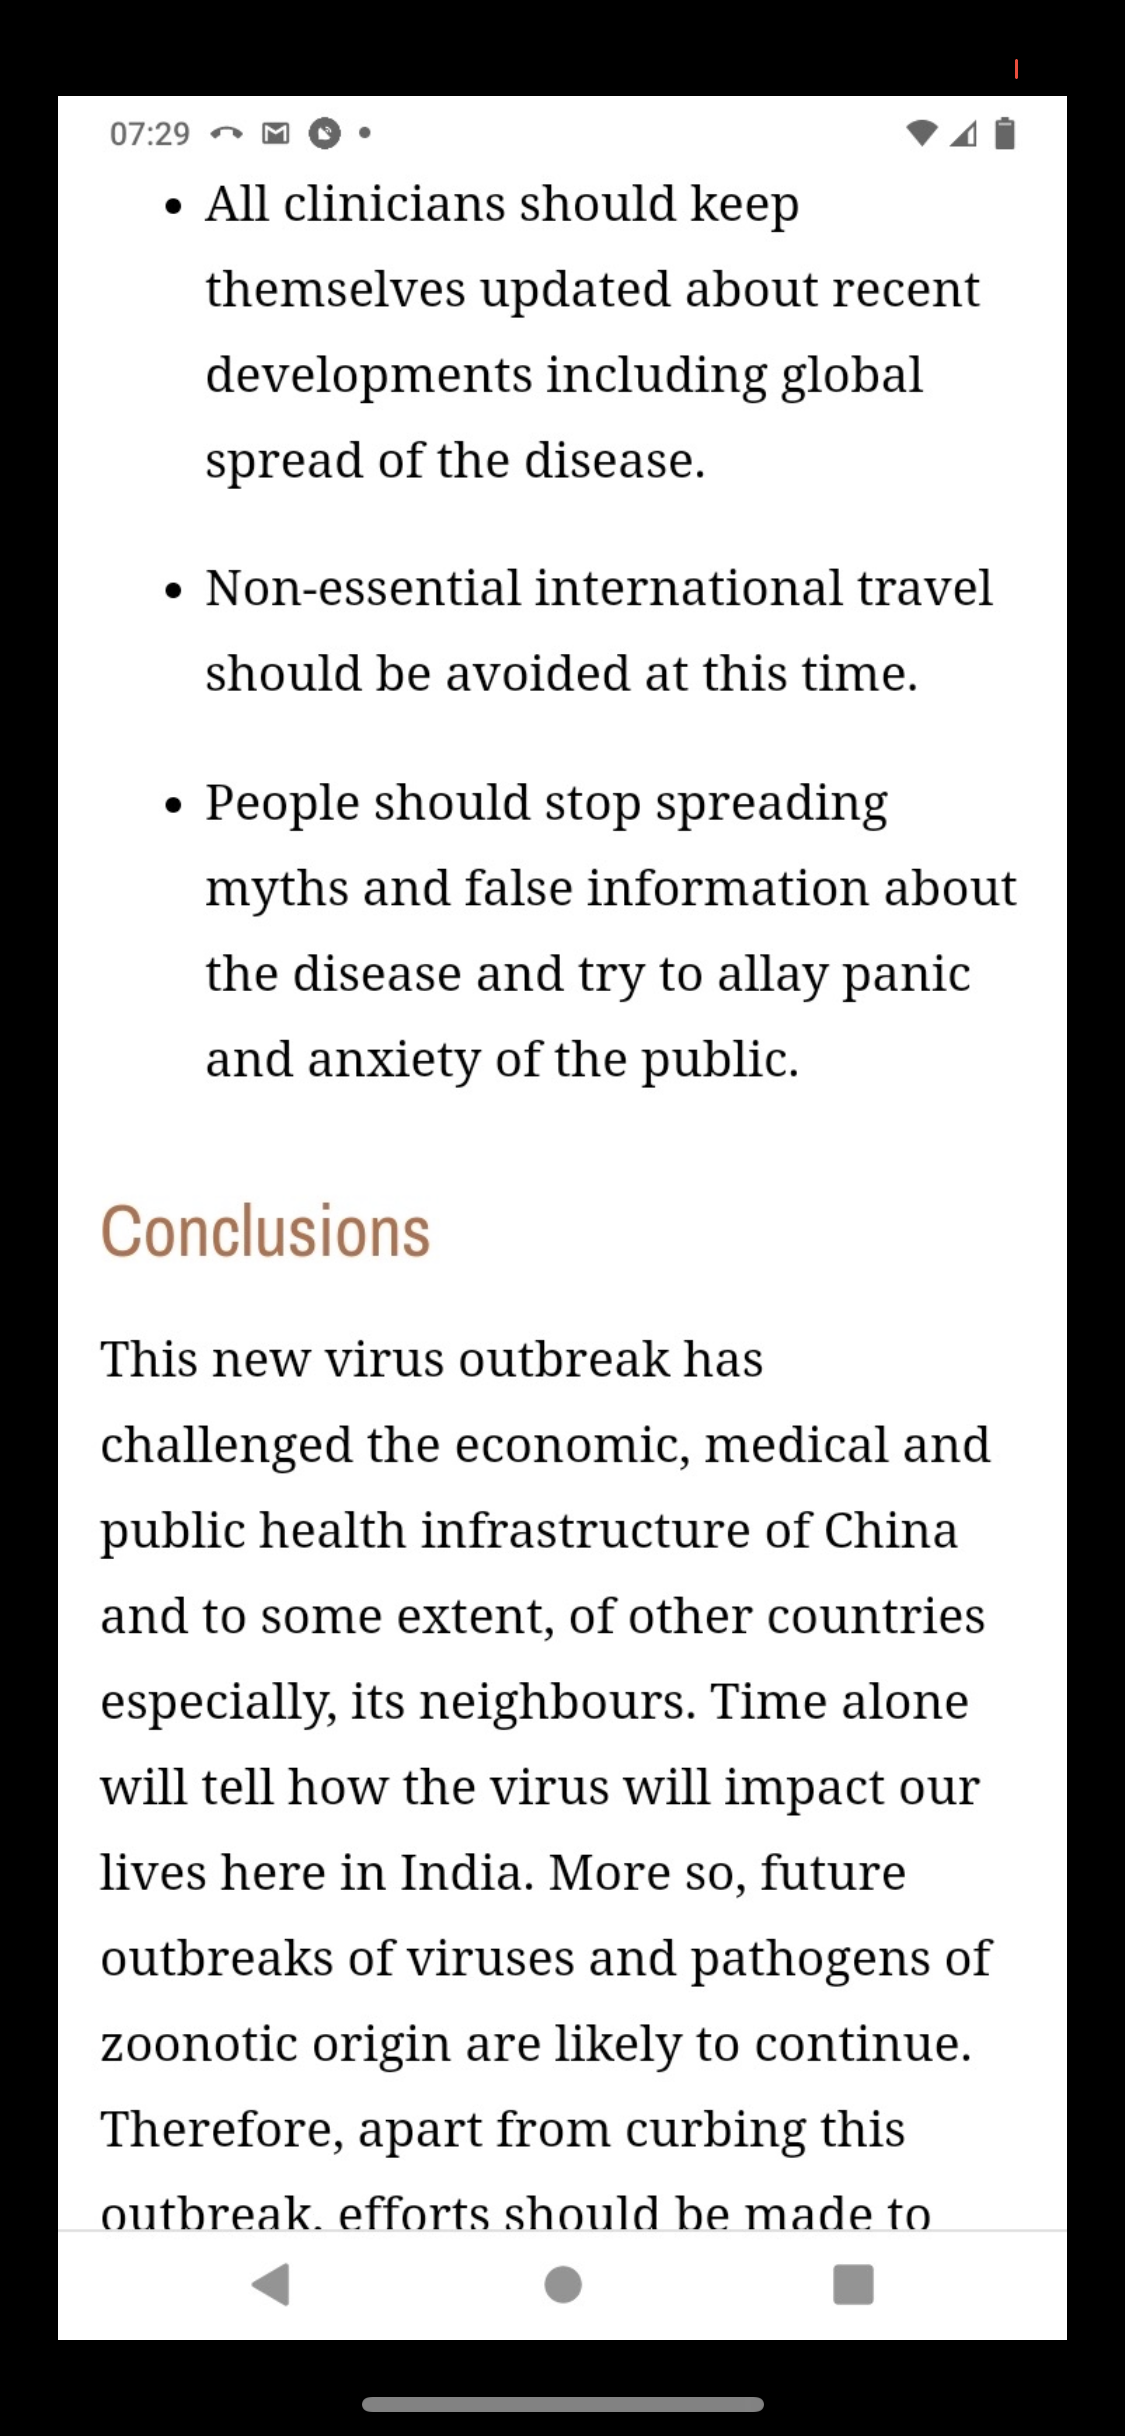 07:29
• All clinicians should keep
themselves updated about recent
developments including global
spread of the disease.
• Non-essential international travel
should be avoided at this time.
• People should stop spreading
myths and false information about
the disease and try to allay panic
and anxiety of the public.
Conclusions
This new virus outbreak has
challenged the economic, medical and
public health infrastructure of China
and to some extent, of other countries
especially, its neighbours. Time alone
will tell how the virus will impact our
lives here in India. More so, future
outbreaks of viruses and pathogens of
zoonotic origin are likely to continue.
Therefore, apart from curbing this
outbreak, efforts should be made to